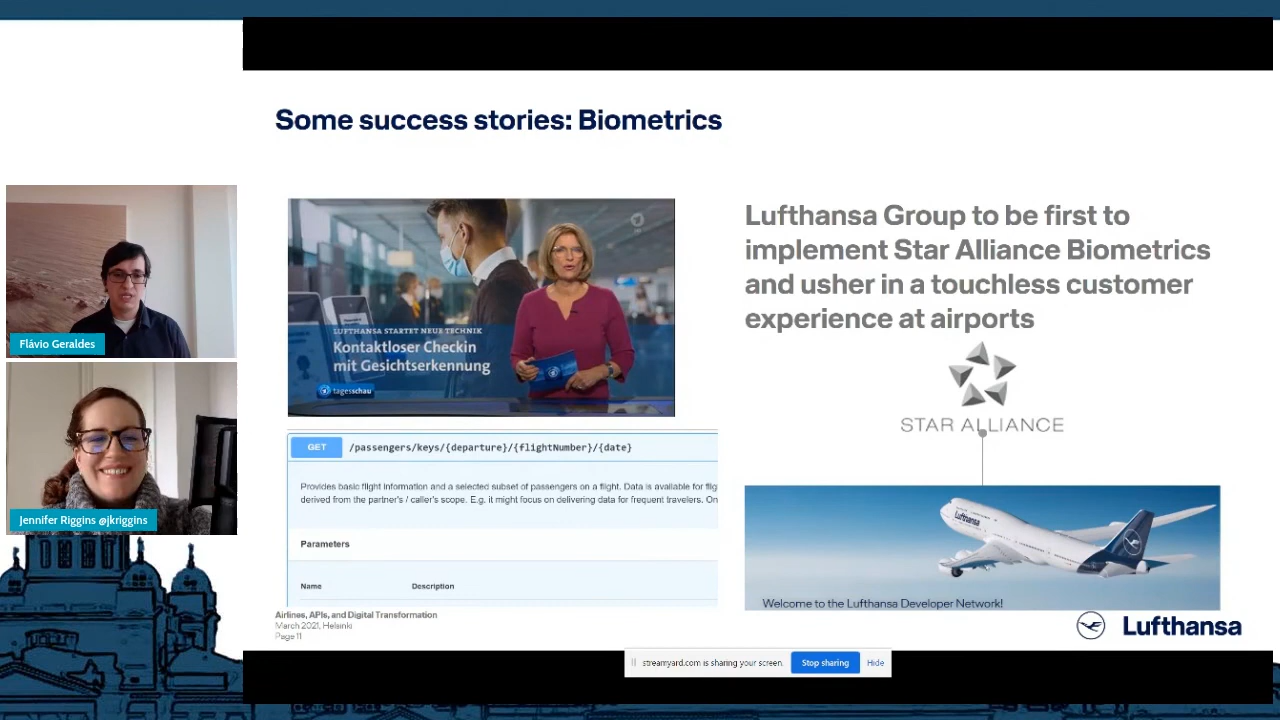 Some success stories: Biometrics
Flávio Geraldes
Jennifer Riggins @jkriggins
LUFTHANSA STARTET NEUE TECHNIK
Kontaktloser Checkin
mit Gesichtserkennung
tagesschau
GET /passengers/keys/{departure}/{flightNumber}/{date}
Provides basic flight information and a selected subset of passengers on a flight. Data is available for flig
derived from the partner's / caller's scope. E.g. it might focus on delivering data for frequent travelers. On
Parameters
Name Description
Lufthansa Group to be first to
implement Star Alliance Biometrics
and usher in a touchless customer
experience at airports
STAR ALLIANCE
Lufthansa
Welcome to the Lufthansa Developer Network!
Airlines, APIs, and Digital Transformation
March 2021, Helsinki
Page 11
Lufthansa
streamyard.com is sharing your screen. Stop sharing Hide